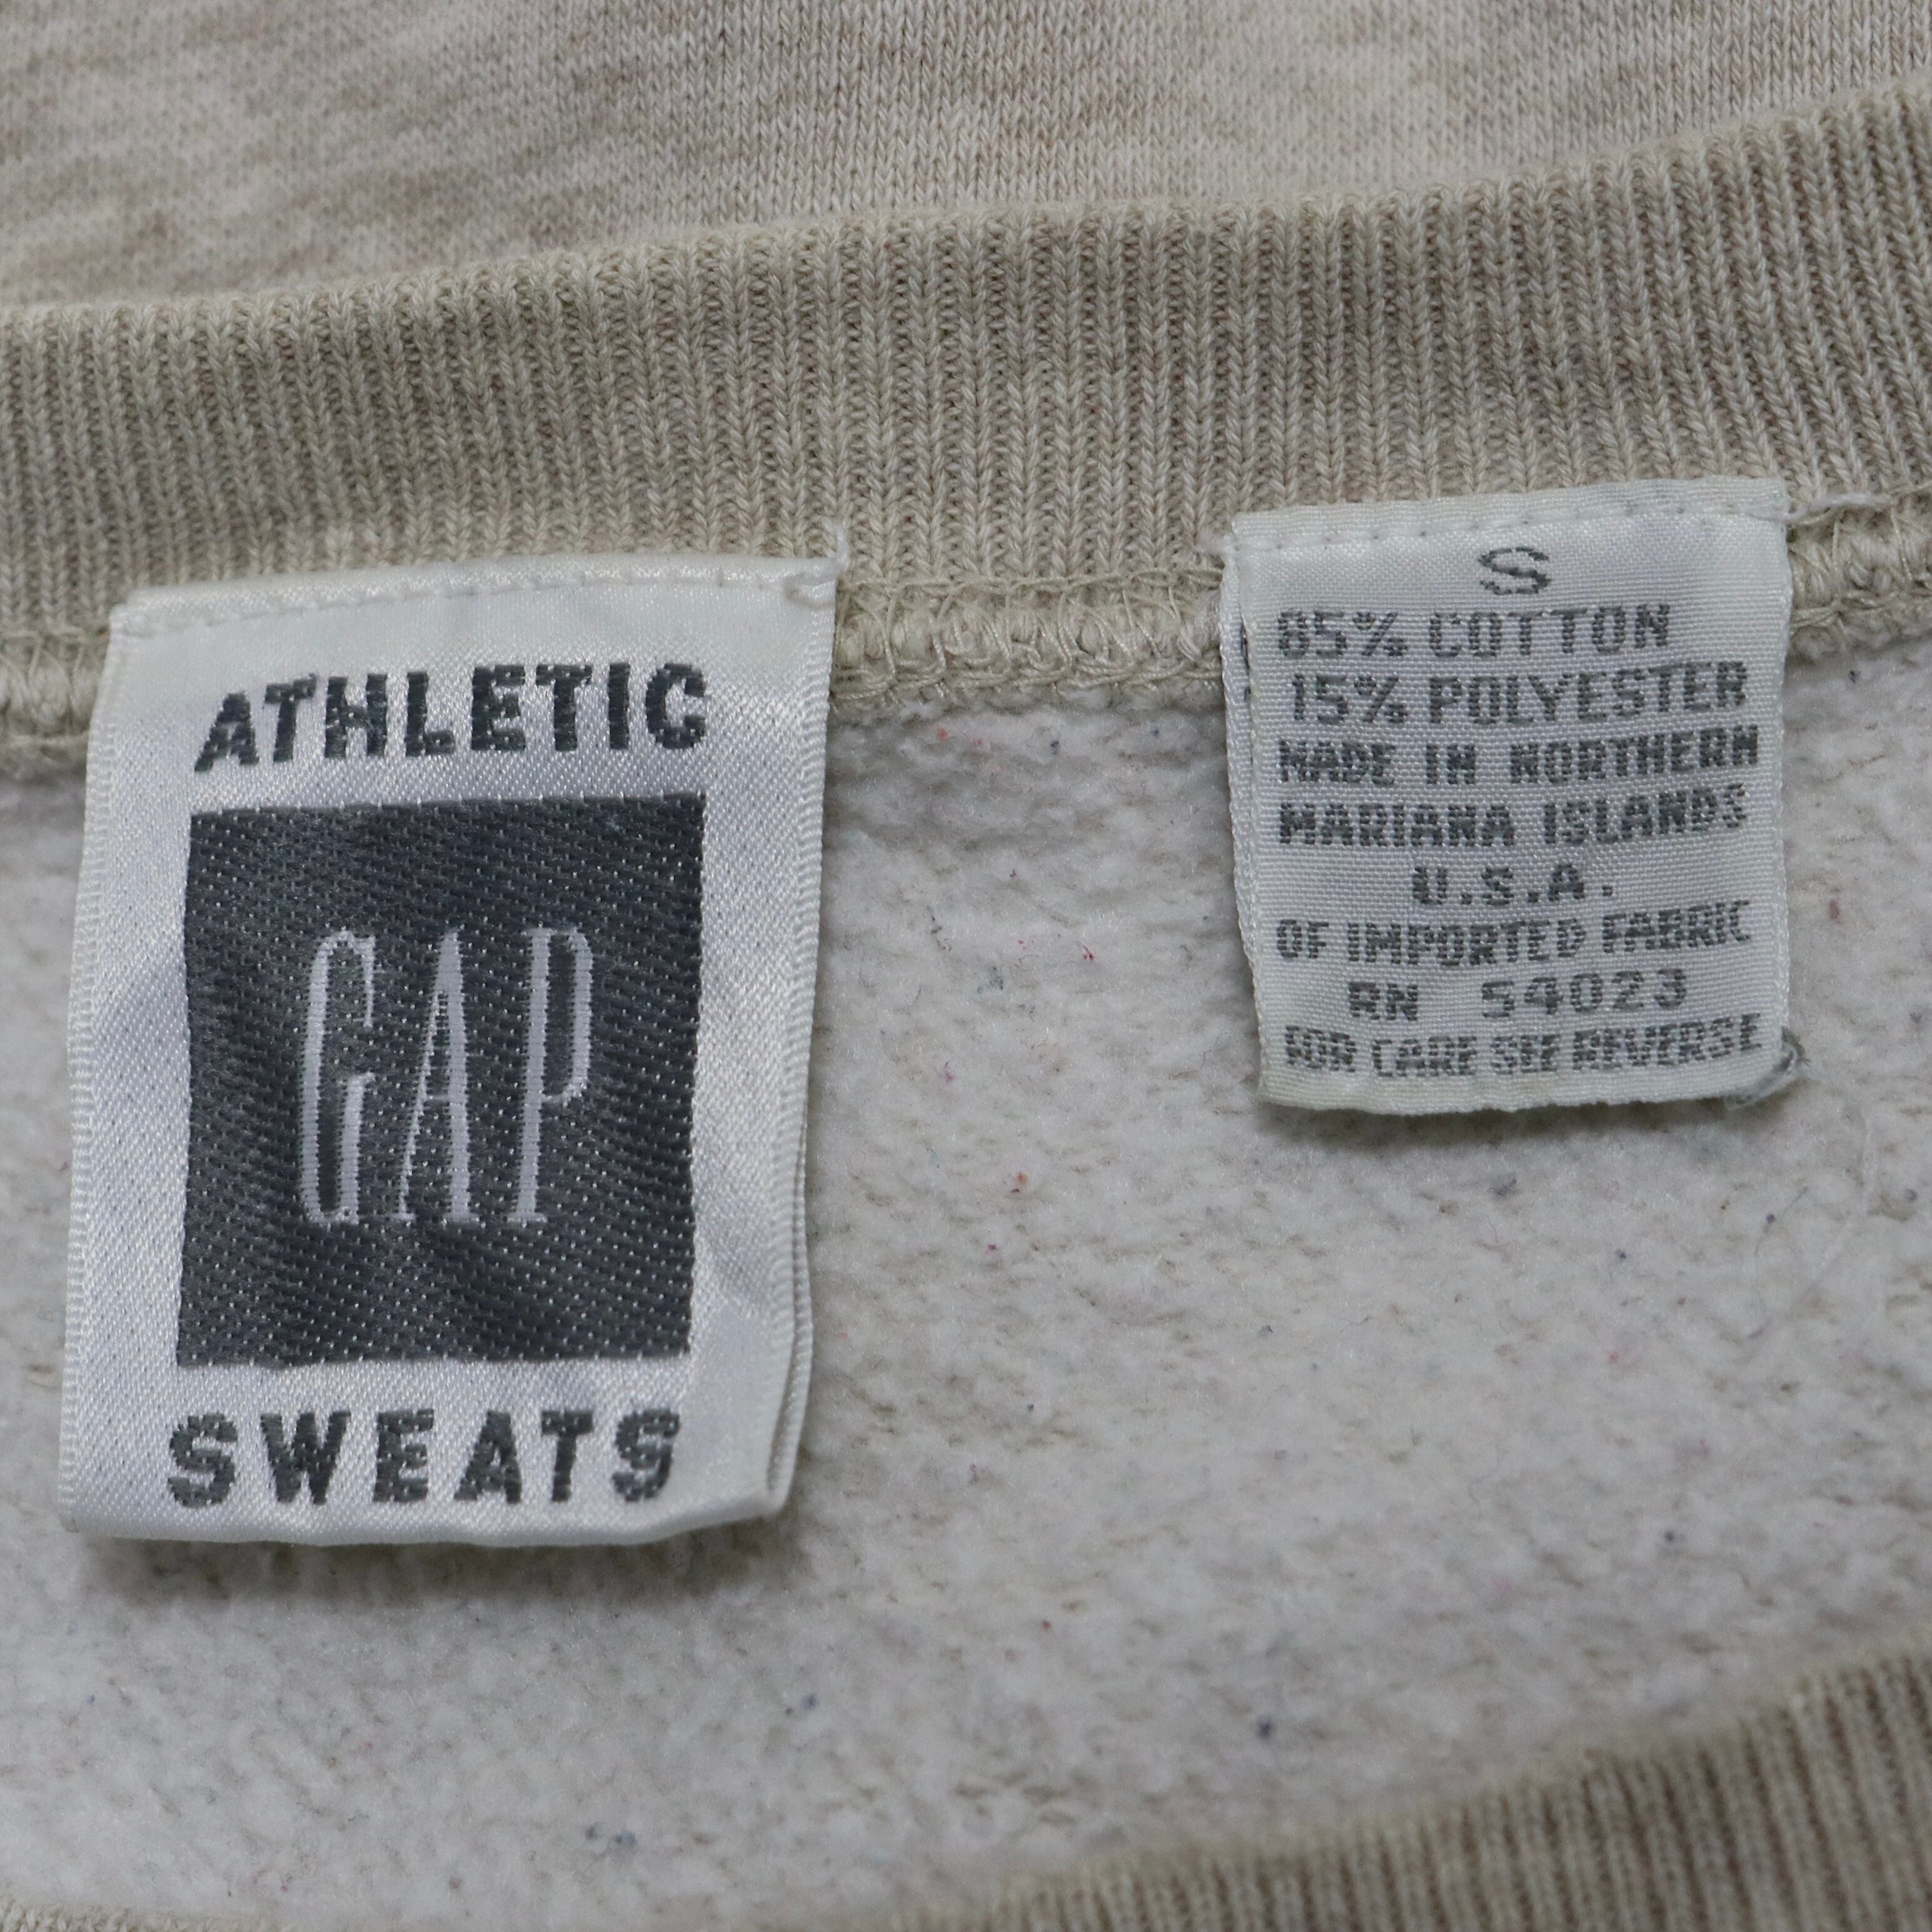 ATHLETIC
GAP
SWEATS
S
85% COTTON
15% POLYESTER
MADE IN NORTHERN
MARIANA ISLANDS
U.S.A.
OF IMPORTED FABRIC
RN 54023
FOR CARE SEE REVERSE